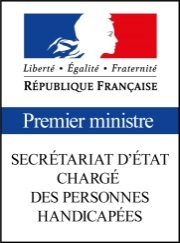 Liberté • Égalité • Fraternité
RÉPUBLIQUE FRANÇAISE
Premier ministre
SECRÉTARIAT D'ÉTAT
CHARGÉ
DES PERSONNES
HANDICAPÉES